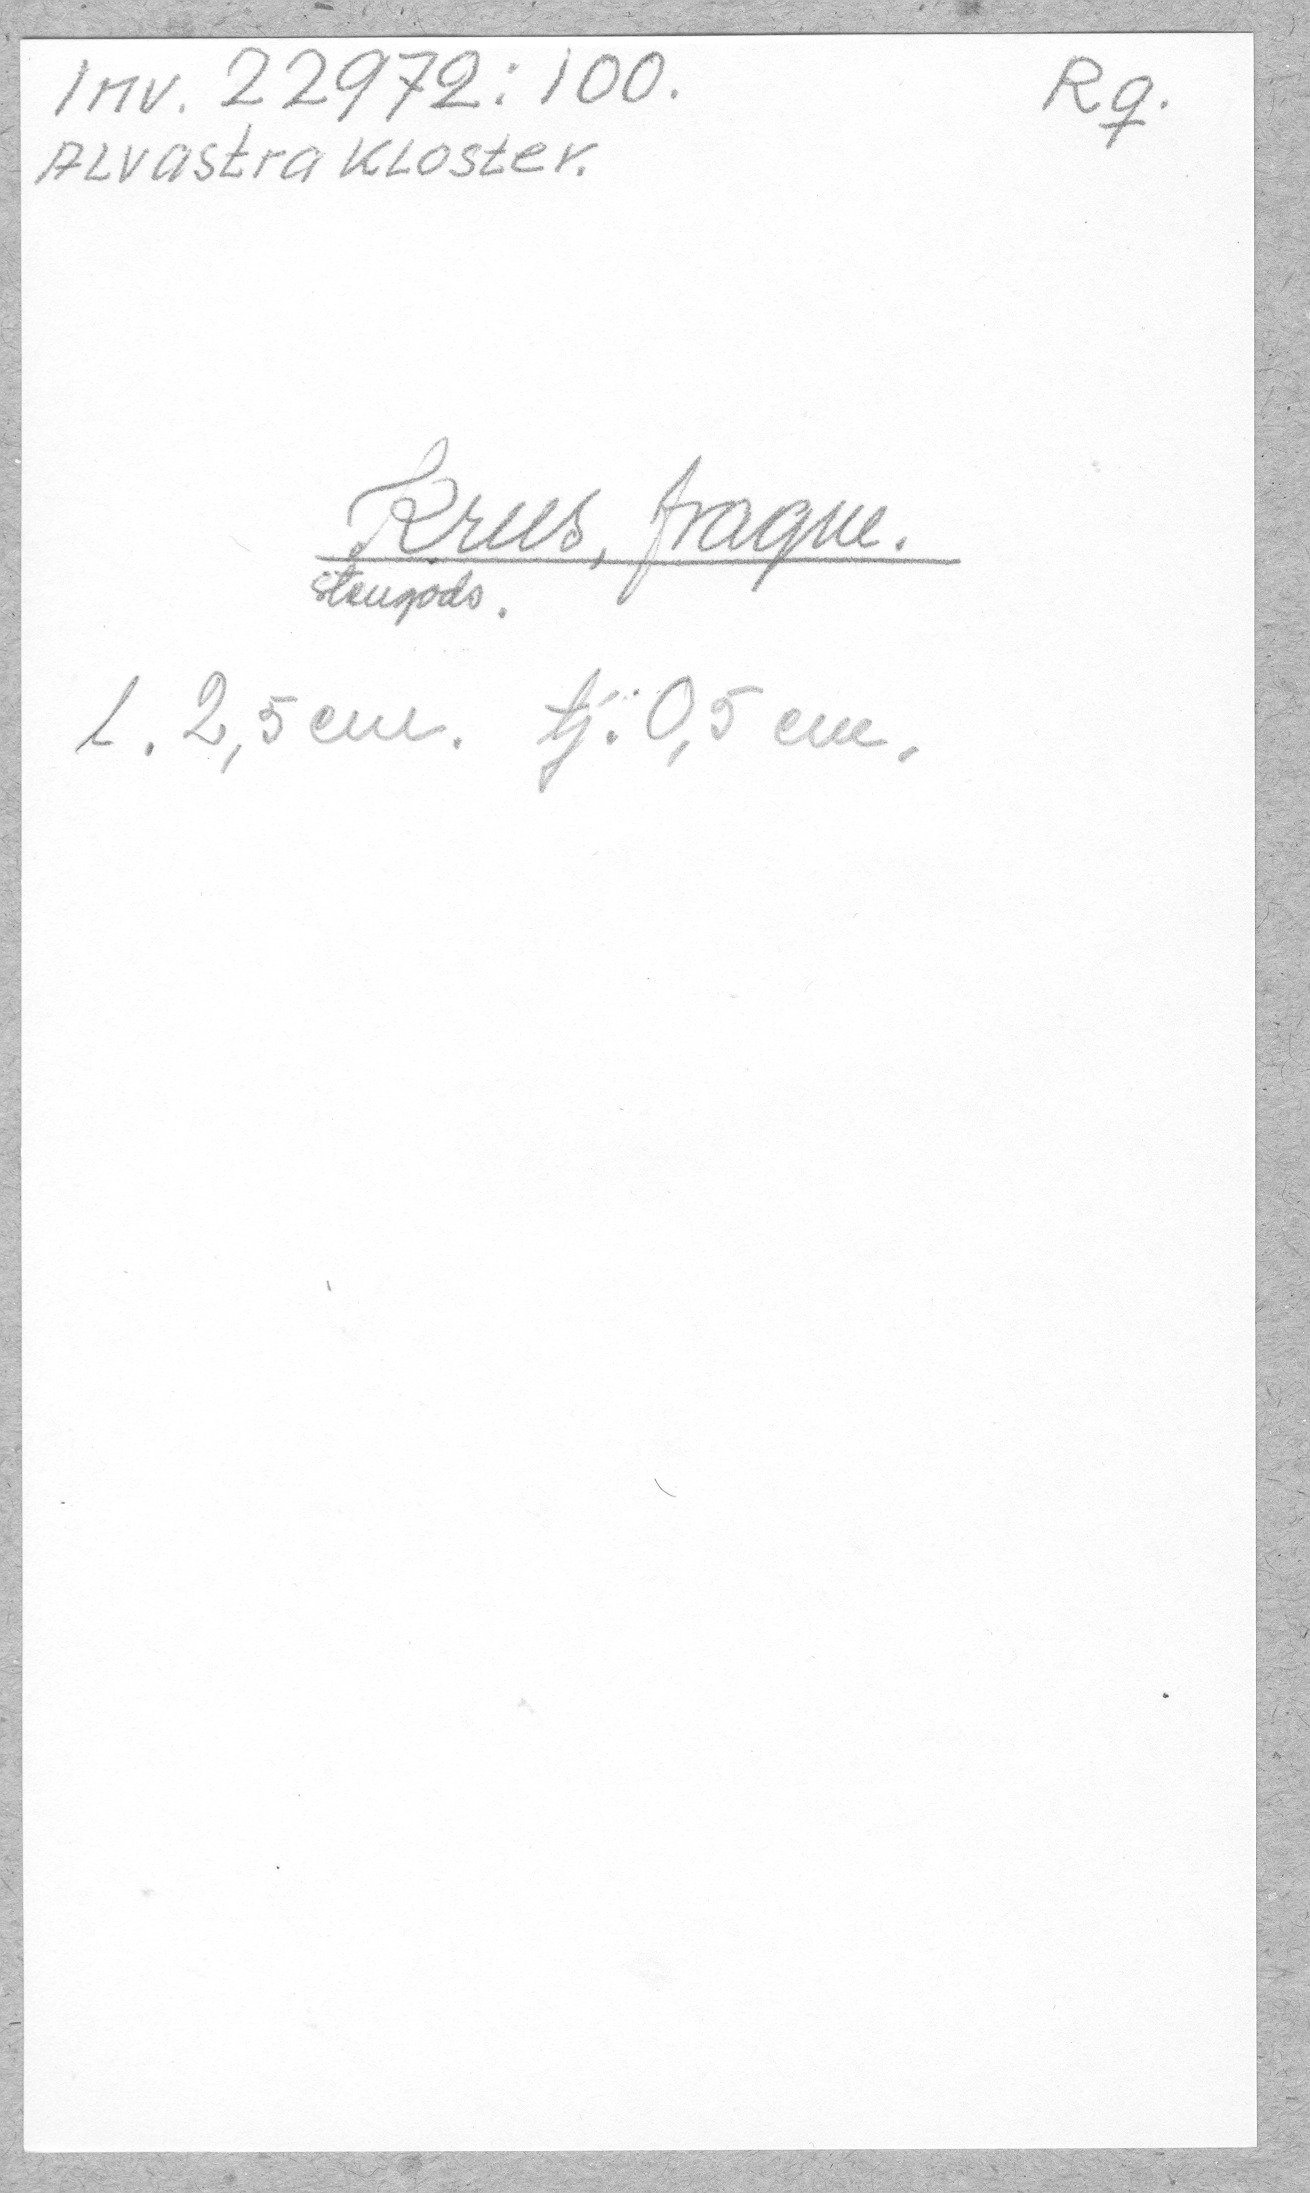 Inv. 22972:100. Rq.
Alvastra Kloster.
Krus, fragm.
stengods.
L. 2,5 cm. tj. 0,5 cm.